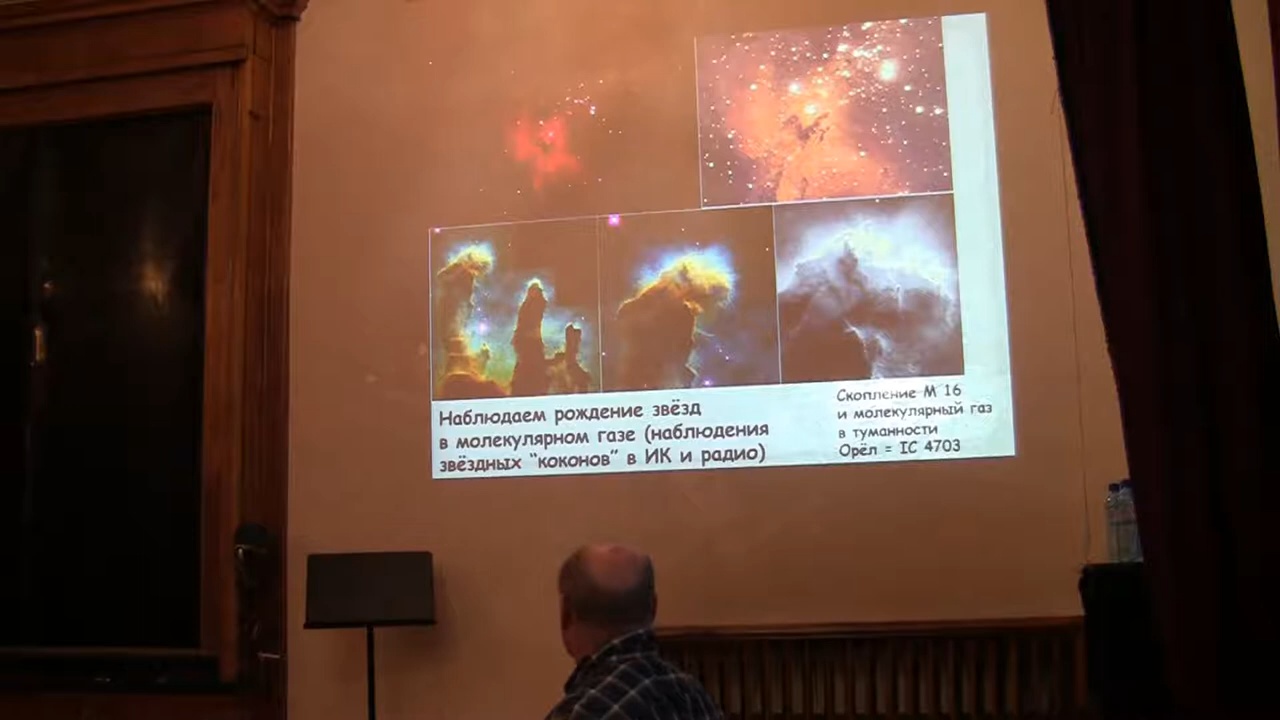 Наблюдаем рождение звёзд
в молекулярном газе (наблюдения
звёздных "коконов" в ИК и радио)
Скопление М 16
и молекулярный газ
в туманности
Орёл = IC 4703